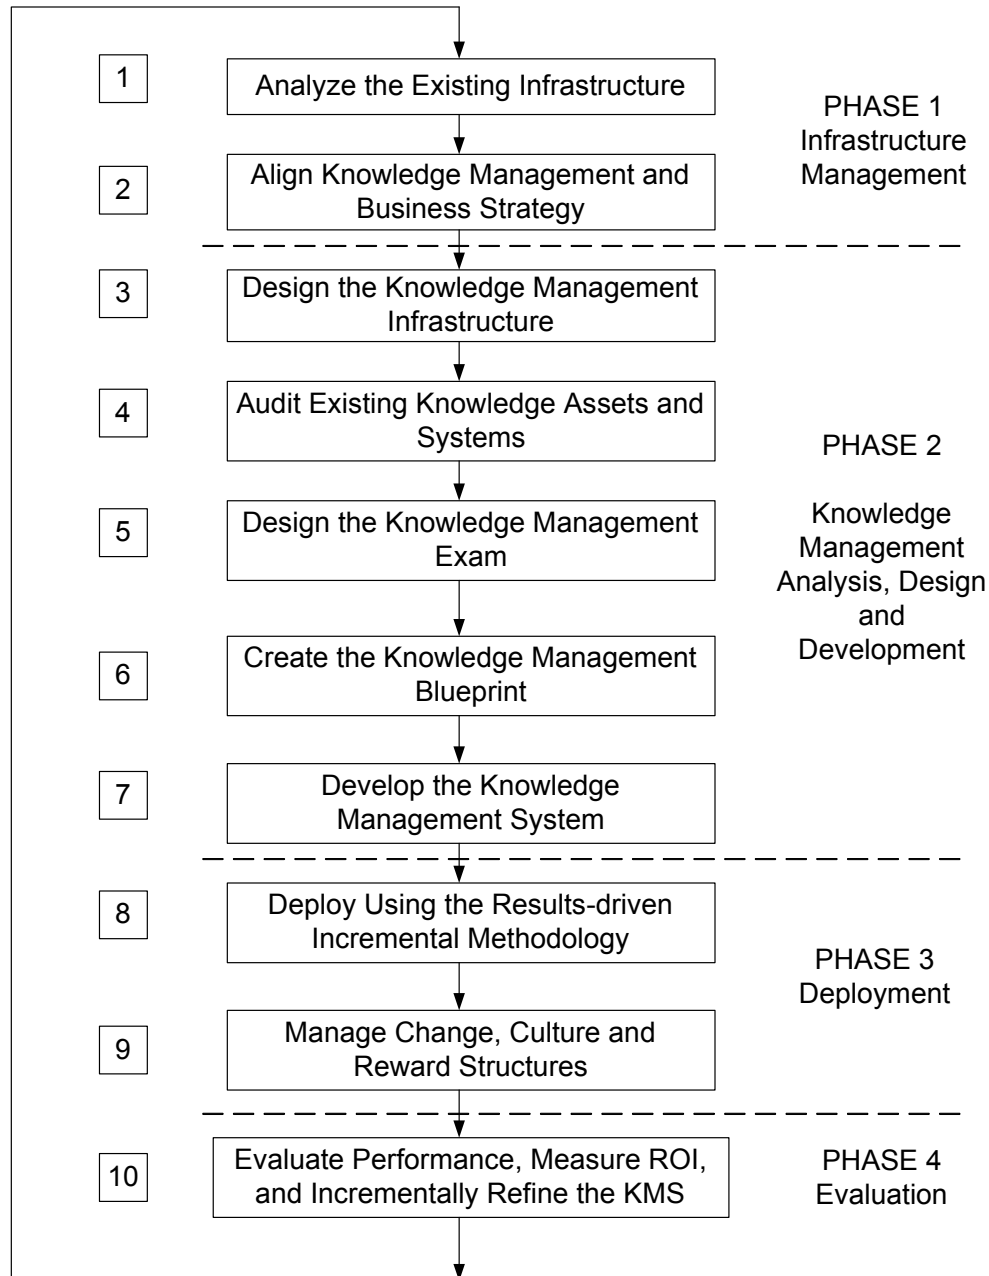 1
Analyze the Existing Infrastructure
PHASE 1
Infrastructure
Management
2
Align Knowledge Management and
Business Strategy
3
Design the Knowledge Management
Infrastructure
4
Audit Existing Knowledge Assets and
Systems
PHASE 2
Knowledge
Management
Analysis, Design
and
Development
5
Design the Knowledge Management
Exam
6
Create the Knowledge Management
Blueprint
7
Develop the Knowledge
Management System
8
Deploy Using the Results-driven
Incremental Methodology
PHASE 3
Deployment
9
Manage Change, Culture and
Reward Structures
10
Evaluate Performance, Measure ROI,
and Incrementally Refine the KMS
PHASE 4
Evaluation